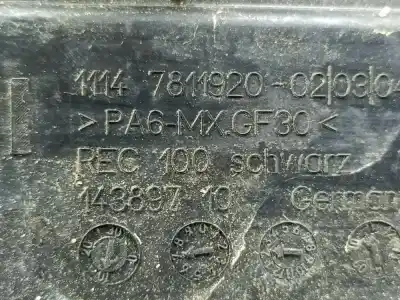 1114 7811920-02|03|04
>PA6-MX.GF30<
REC 100 schwarz
143897 10 German